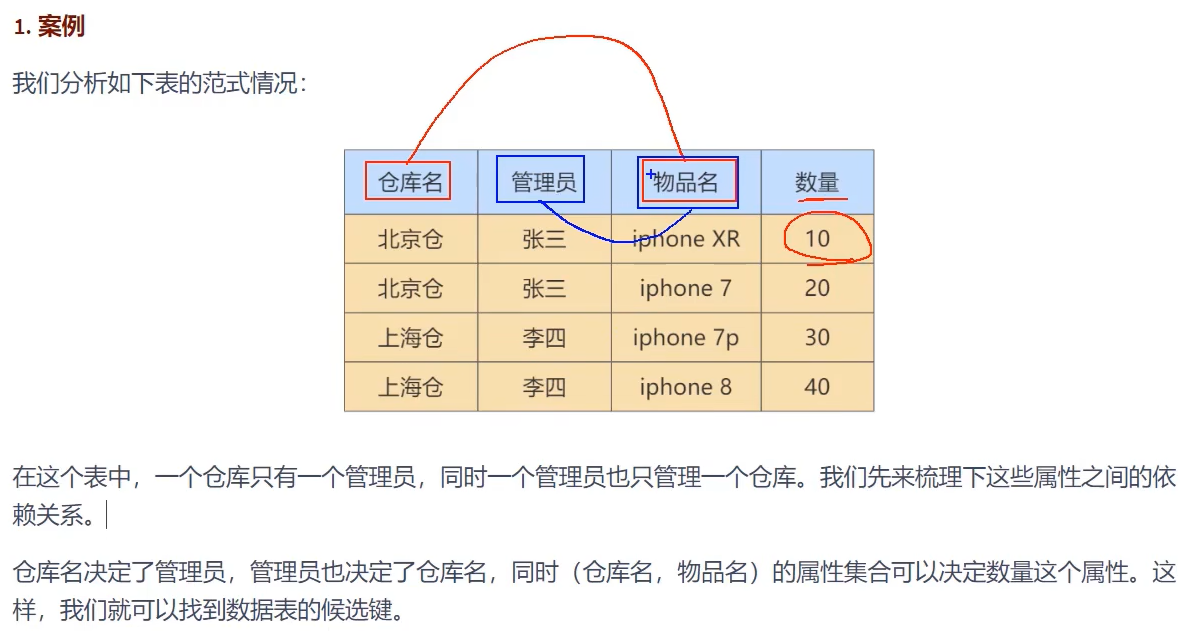 1. 案例
我们分析如下表的范式情况：
仓库名 管理员 物品名 数量
北京仓 张三 iphone XR 10
北京仓 张三 iphone 7 20
上海仓 李四 iphone 7p 30
上海仓 李四 iphone 8 40
在这个表中，一个仓库只有一个管理员，同时一个管理员也只管理一个仓库。我们先来梳理下这些属性之间的依
赖关系。
仓库名决定了管理员，管理员也决定了仓库名，同时（仓库名，物品名）的属性集合可以决定数量这个属性。这
样，我们就可以找到数据表的候选键。